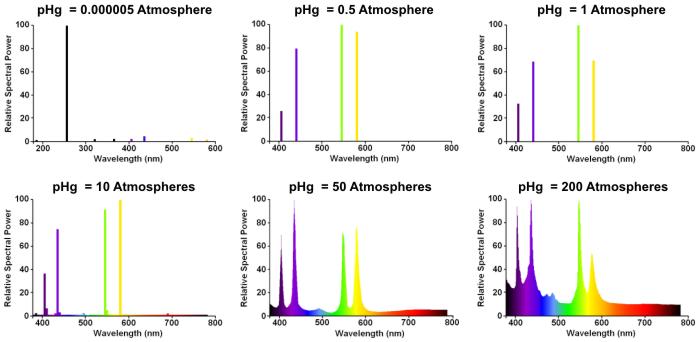 pHg = 0.000005 Atmosphere
Relative Spectral Power
100
80
60
40
20
0
200 300 400 500 600
Wavelength (nm)
pHg = 0.5 Atmosphere
Relative Spectral Power
100
80
60
40
20
0
400 500 600 700 800
Wavelength (nm)
pHg = 1 Atmosphere
Relative Spectral Power
100
80
60
40
20
0
400 500 600 700 800
Wavelength (nm)
pHg = 10 Atmospheres
Relative Spectral Power
100
80
60
40
20
0
400 500 600 700 800
Wavelength (nm)
pHg = 50 Atmospheres
Relative Spectral Power
100
80
60
40
20
0
400 500 600 700 800
Wavelength (nm)
pHg = 200 Atmospheres
Relative Spectral Power
100
80
60
40
20
0
400 500 600 700 800
Wavelength (nm)